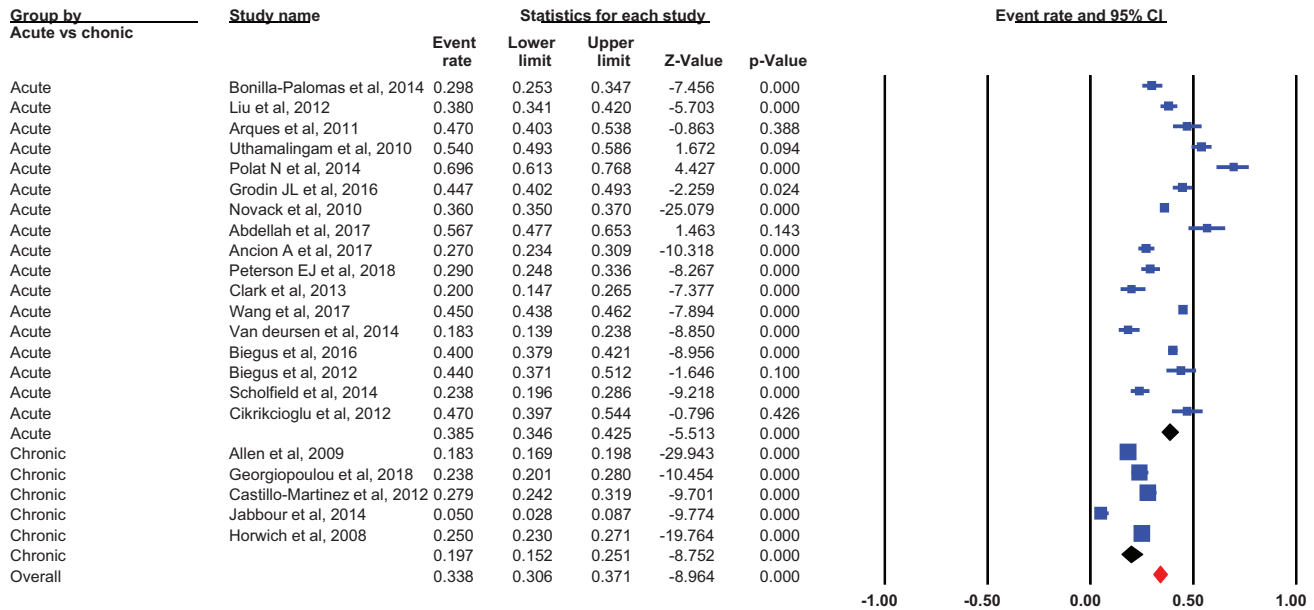 Group by Study name Statistics for each study Event rate and 95% CI
Acute vs chonic
Event rate Lower limit Upper limit Z-Value p-Value
Acute Bonilla-Palomas et al, 2014 0.298 0.253 0.347 -7.456 0.000
Acute Liu et al, 2012 0.380 0.341 0.420 -5.703 0.000
Acute Arques et al, 2011 0.470 0.403 0.538 -0.863 0.388
Acute Uthamalingam et al, 2010 0.540 0.493 0.586 1.672 0.094
Acute Polat N et al, 2014 0.696 0.613 0.768 4.427 0.000
Acute Grodin JL et al, 2016 0.447 0.402 0.493 -2.259 0.024
Acute Novack et al, 2010 0.360 0.350 0.370 -25.079 0.000
Acute Abdellah et al, 2017 0.567 0.477 0.653 1.463 0.143
Acute Ancion A et al, 2017 0.270 0.234 0.309 -10.318 0.000
Acute Peterson EJ et al, 2018 0.290 0.248 0.336 -8.267 0.000
Acute Clark et al, 2013 0.200 0.147 0.265 -7.377 0.000
Acute Wang et al, 2017 0.450 0.438 0.462 -7.894 0.000
Acute Van deursen et al, 2014 0.183 0.139 0.238 -8.850 0.000
Acute Biegus et al, 2016 0.400 0.379 0.421 -8.956 0.000
Acute Biegus et al, 2012 0.440 0.371 0.512 -1.646 0.100
Acute Scholfield et al, 2014 0.238 0.196 0.286 -9.218 0.000
Acute Cikrikcioglu et al, 2012 0.470 0.397 0.544 -0.796 0.426
Acute 0.385 0.346 0.425 -5.513 0.000
Chronic Allen et al, 2009 0.183 0.169 0.198 -29.943 0.000
Chronic Georgiopoulou et al, 2018 0.238 0.201 0.280 -10.454 0.000
Chronic Castillo-Martinez et al, 2012 0.279 0.242 0.319 -9.701 0.000
Chronic Jabbour et al, 2014 0.050 0.028 0.087 -9.774 0.000
Chronic Horwich et al, 2008 0.250 0.230 0.271 -19.764 0.000
Chronic 0.197 0.152 0.251 -8.752 0.000
Overall 0.338 0.306 0.371 -8.964 0.000
-1.00 -0.50 0.00 0.50 1.00